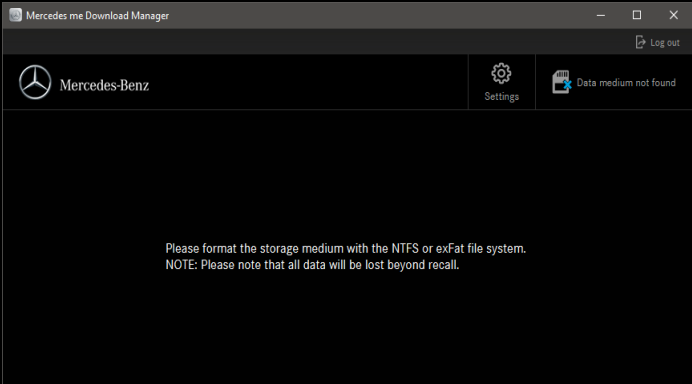 Mercedes me Download Manager
Log out
Mercedes-Benz
Settings
Data medium not found
Please format the storage medium with the NTFS or exFat file system.
NOTE: Please note that all data will be lost beyond recall.